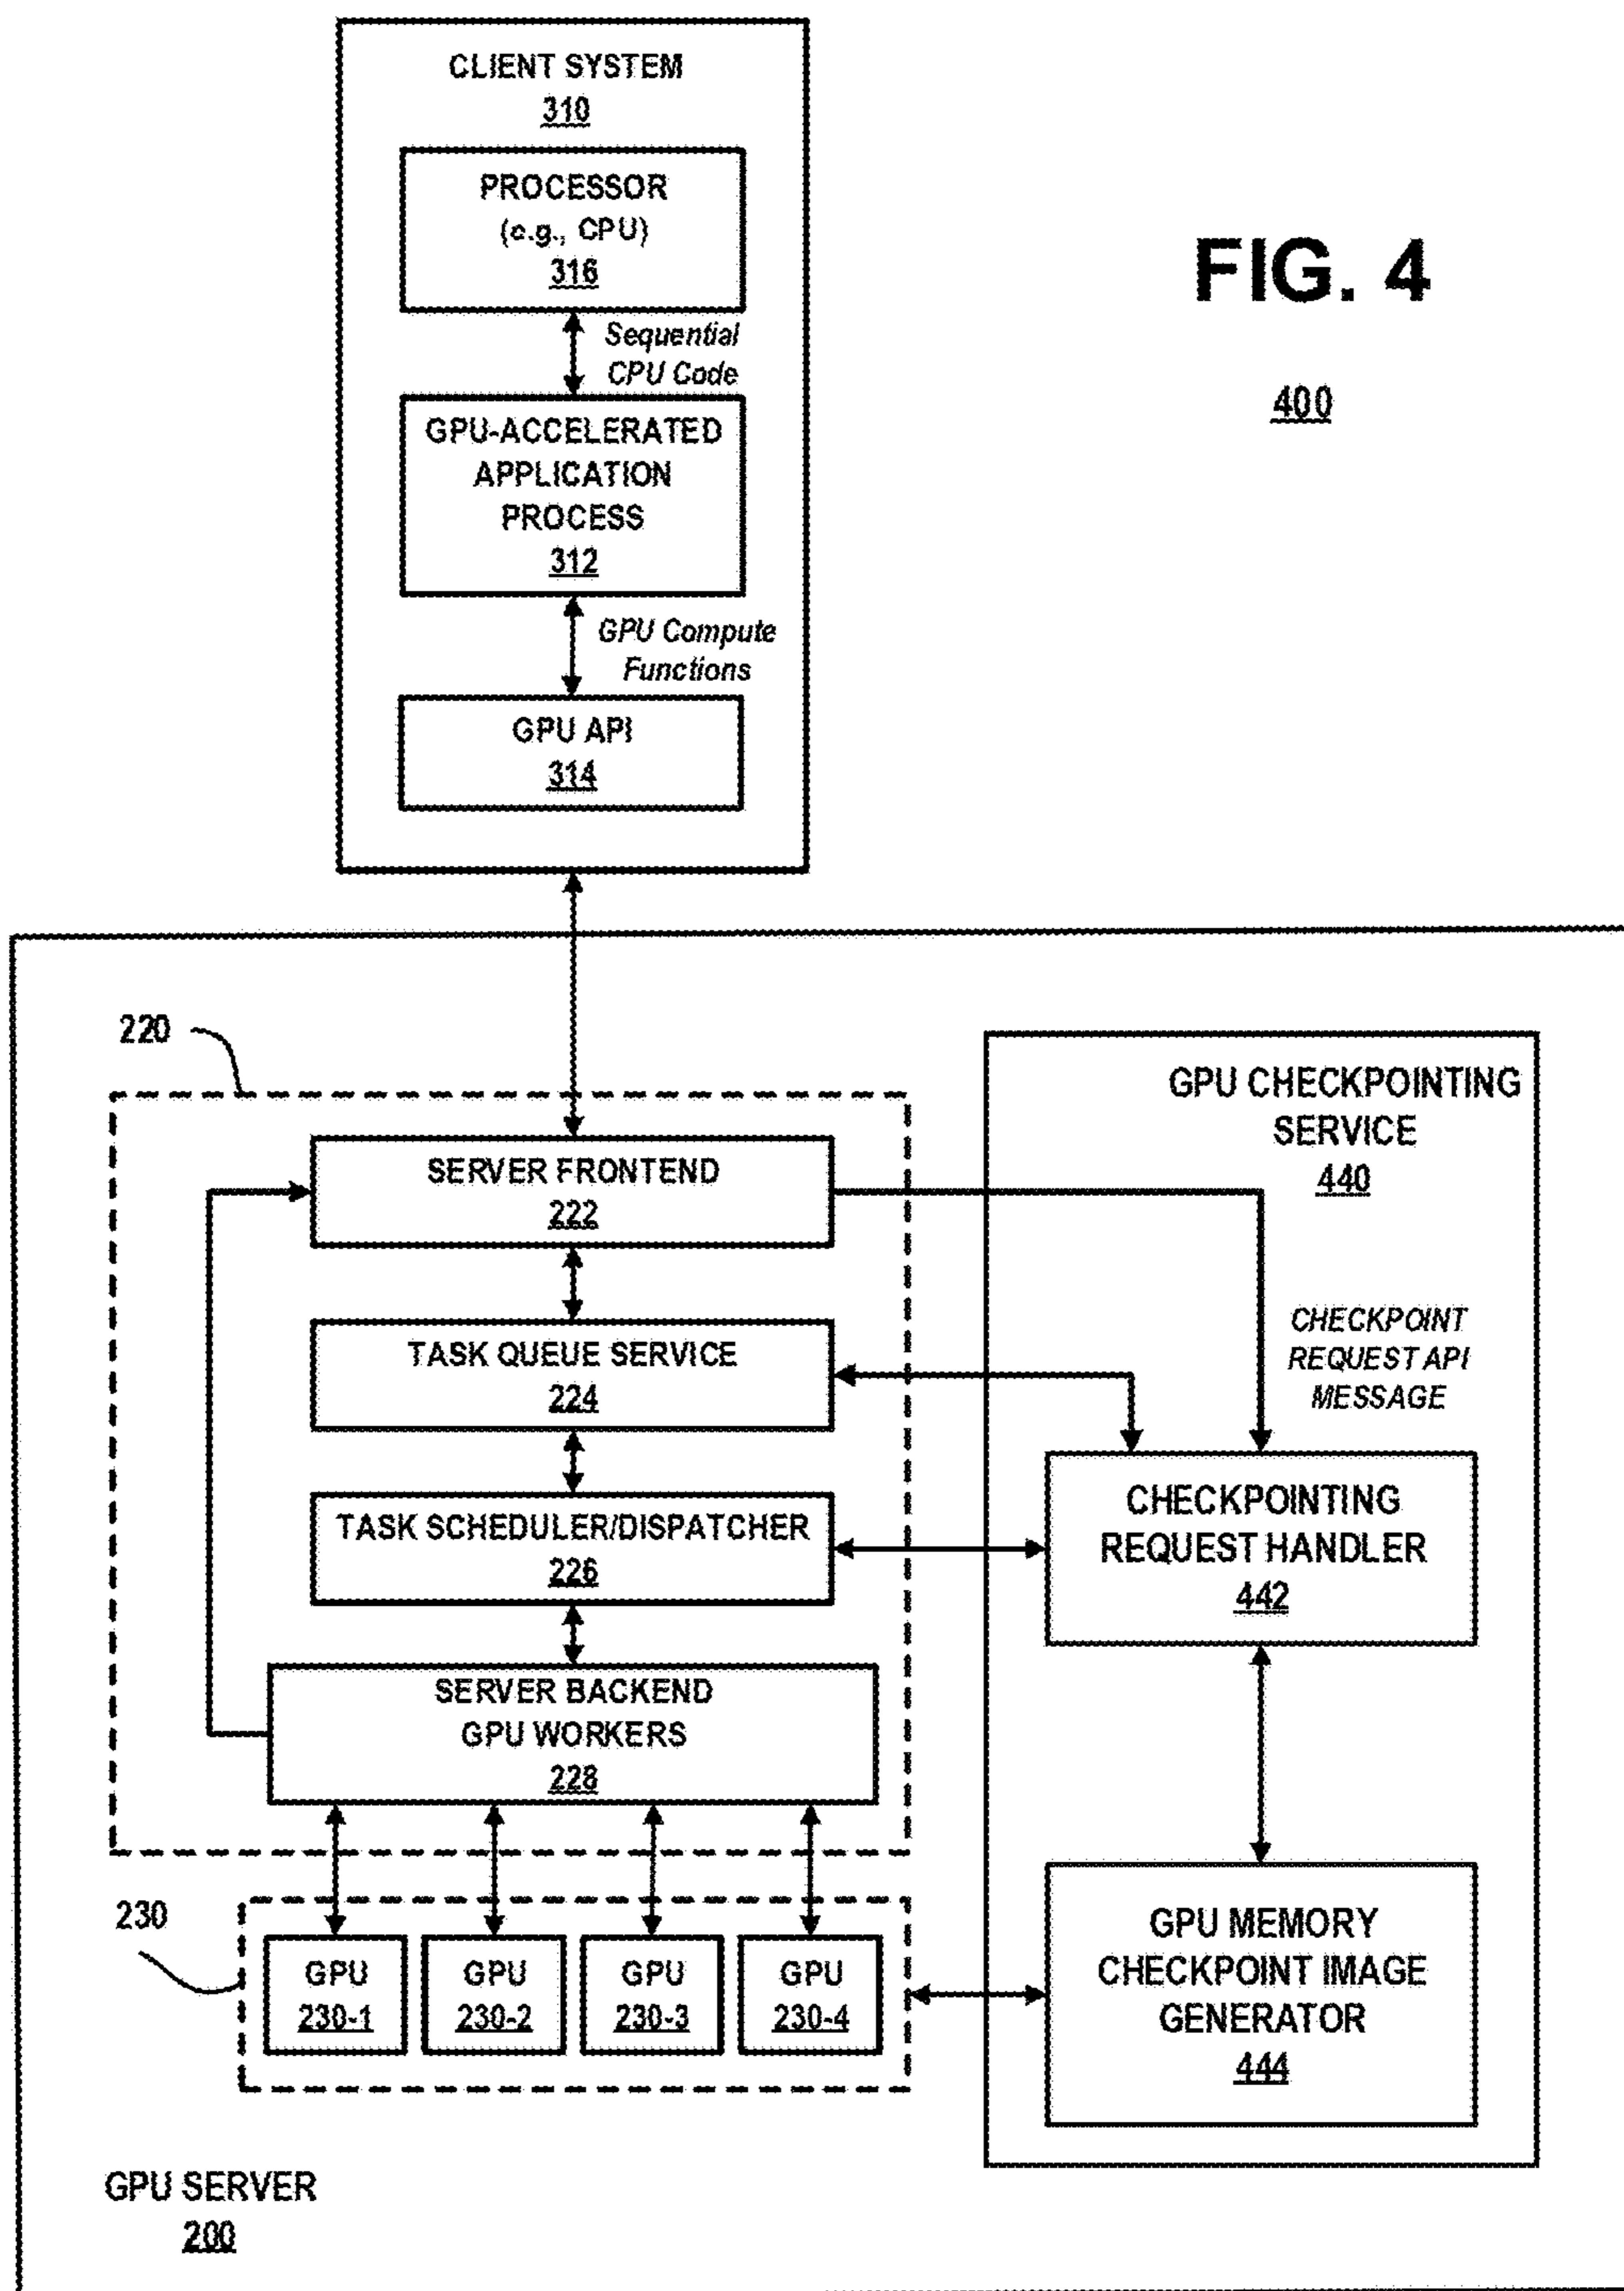 CLIENT SYSTEM
310
PROCESSOR
(e.g., CPU)
316
Sequential
CPU Code
GPU-ACCELERATED
APPLICATION
PROCESS
312
GPU Compute
Functions
GPU API
314
FIG. 4
400
220
SERVER FRONTEND
222
TASK QUEUE SERVICE
224
TASK SCHEDULER/DISPATCHER
226
SERVER BACKEND
GPU WORKERS
228
230
GPU
230-1
GPU
230-2
GPU
230-3
GPU
230-4
GPU CHECKPOINTING
SERVICE
440
CHECKPOINT
REQUEST API
MESSAGE
CHECKPOINTING
REQUEST HANDLER
442
GPU MEMORY
CHECKPOINT IMAGE
GENERATOR
444
GPU SERVER
200